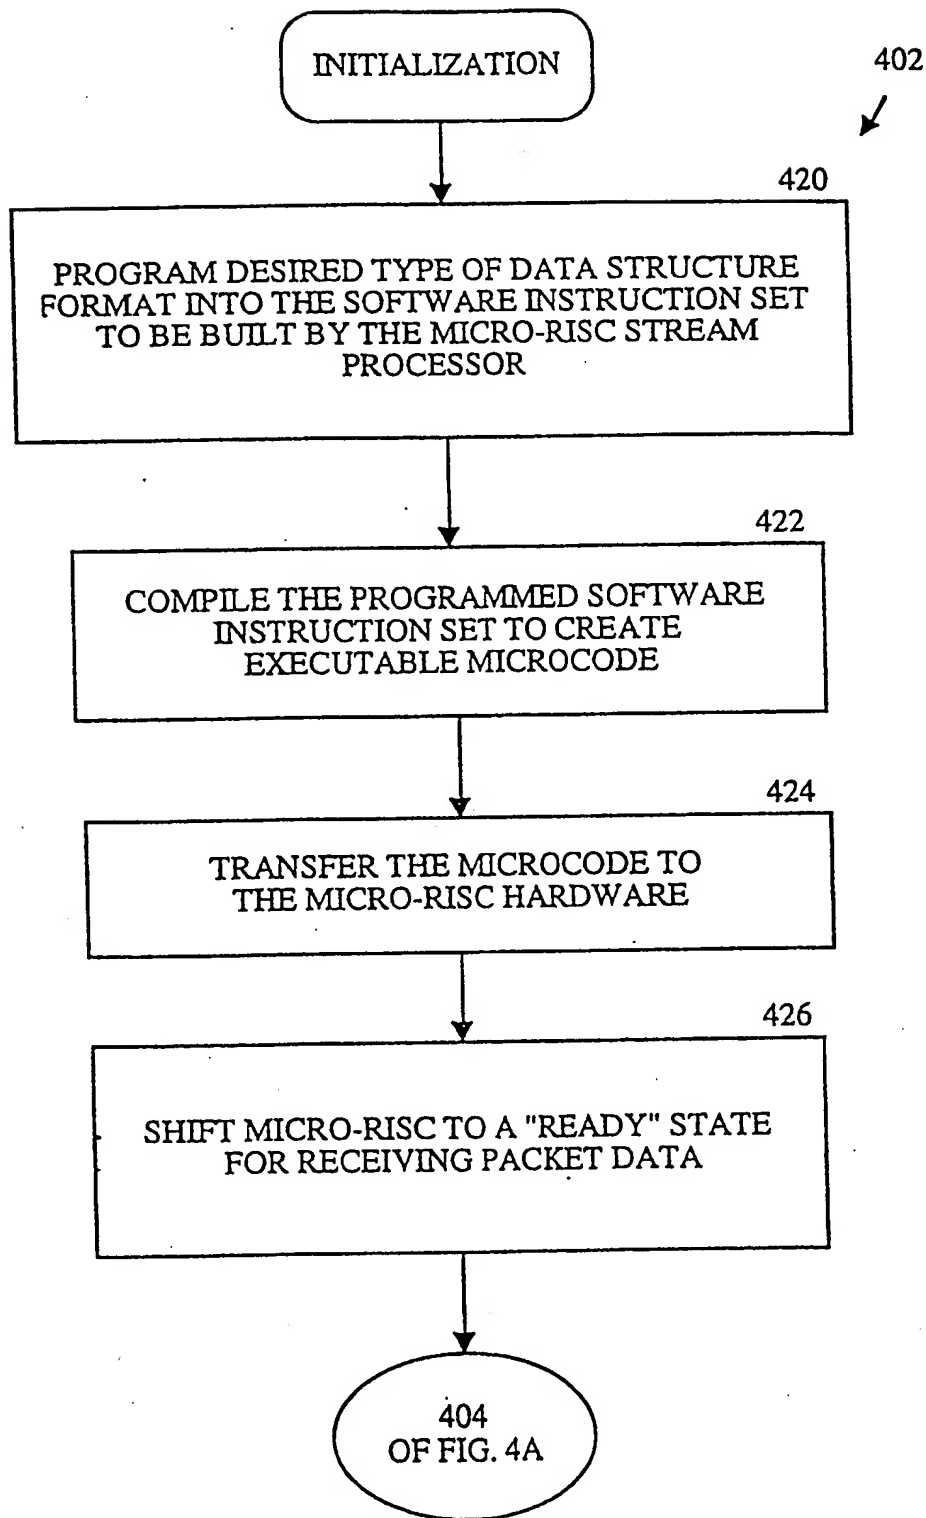 INITIALIZATION
402
420
PROGRAM DESIRED TYPE OF DATA STRUCTURE
FORMAT INTO THE SOFTWARE INSTRUCTION SET
TO BE BUILT BY THE MICRO-RISC STREAM
PROCESSOR
422
COMPILE THE PROGRAMMED SOFTWARE
INSTRUCTION SET TO CREATE
EXECUTABLE MICROCODE
424
TRANSFER THE MICROCODE TO
THE MICRO-RISC HARDWARE
426
SHIFT MICRO-RISC TO A "READY" STATE
FOR RECEIVING PACKET DATA
404
OF FIG. 4A